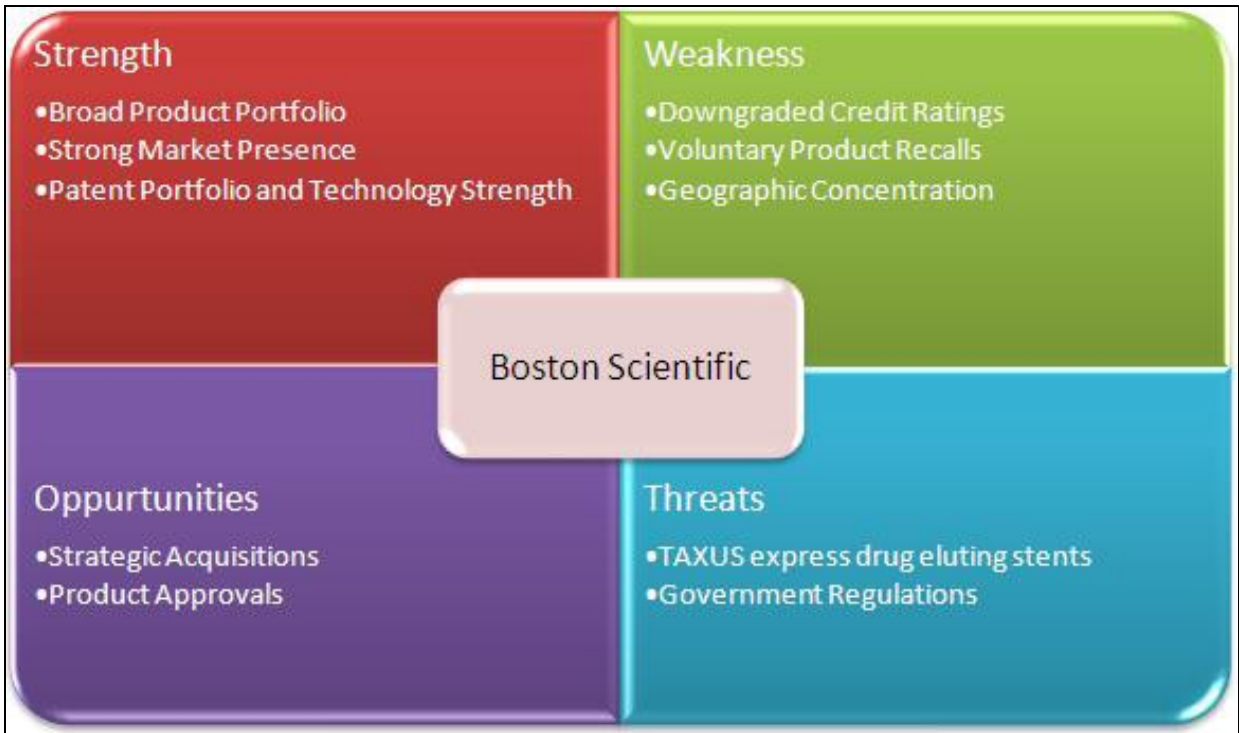 Strength
•Broad Product Portfolio
•Strong Market Presence
•Patent Portfolio and Technology Strength
Weakness
•Downgraded Credit Ratings
•Voluntary Product Recalls
•Geographic Concentration
Boston Scientific
Oppurtunities
•Strategic Acquisitions
•Product Approvals
Threats
•TAXUS express drug eluting stents
•Government Regulations